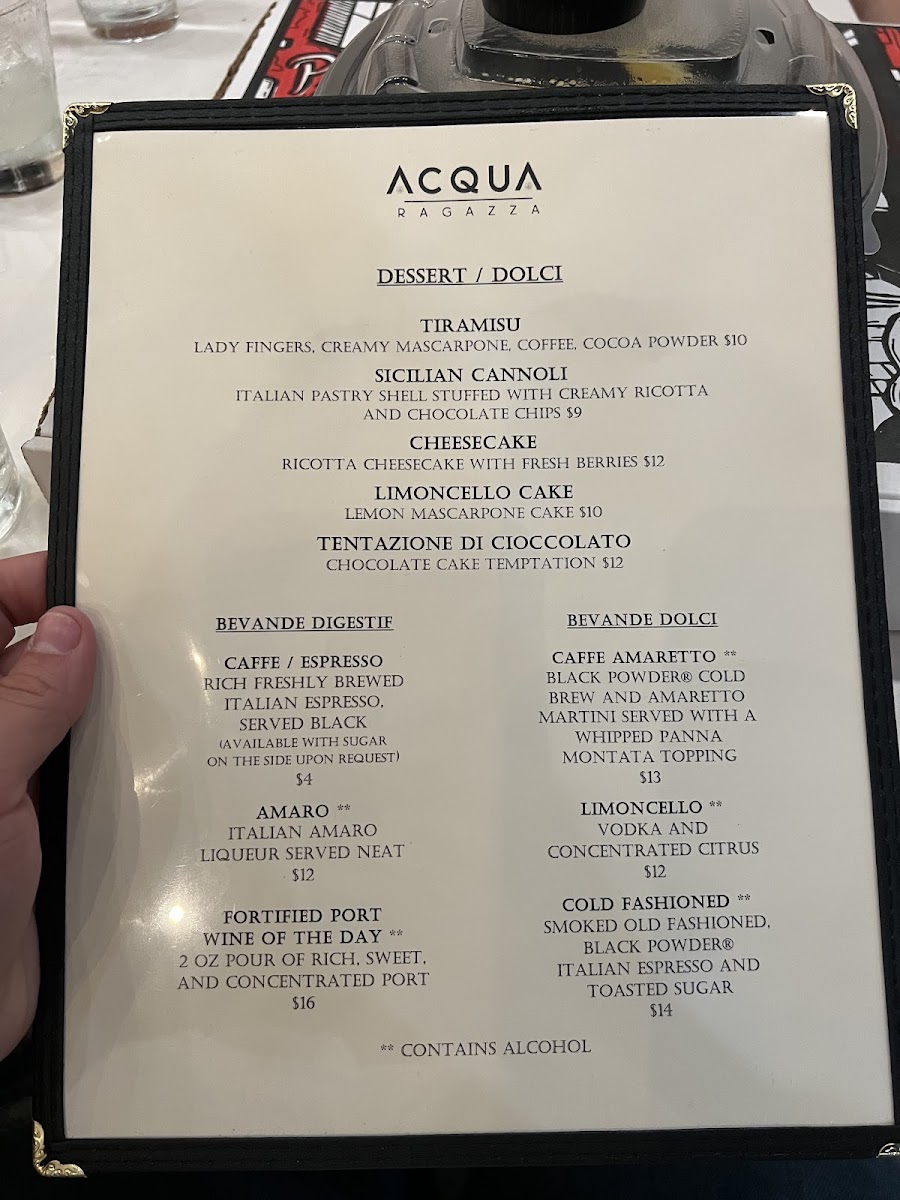 ACQUA
RAGAZZA
DESSERT / DOLCI
TIRAMISU
LADY FINGERS, CREAMY MASCARPONE, COFFEE, COCOA POWDER $10
SICILIAN CANNOLI
ITALIAN PASTRY SHELL STUFFED WITH CREAMY RICOTTA
AND CHOCOLATE CHIPS $9
CHEESECAKE
RICOTTA CHEESECAKE WITH FRESH BERRIES $12
LIMONCELLO CAKE
LEMON MASCARPONE CAKE $10
TENTAZIONE DI CIOCCOLATO
CHOCOLATE CAKE TEMPTATION $12
BEVANDE DIGESTIF
CAFFE / ESPRESSO
RICH FRESHLY BREWED
ITALIAN ESPRESSO,
SERVED BLACK
(AVAILABLE WITH SUGAR
ON THE SIDE UPON REQUEST)
$4
AMARO **
ITALIAN AMARO
LIQUEUR SERVED NEAT
$12
FORTIFIED PORT
WINE OF THE DAY **
2 OZ POUR OF RICH, SWEET,
AND CONCENTRATED PORT
$16
BEVANDE DOLCI
CAFFE AMARETTO **
BLACK POWDER® COLD
BREW AND AMARETTO
MARTINI SERVED WITH A
WHIPPED PANNA
MONTATA TOPPING
$13
LIMONCELLO **
VODKA AND
CONCENTRATED CITRUS
$12
COLD FASHIONED **
SMOKED OLD FASHIONED,
BLACK POWDER®
ITALIAN ESPRESSO AND
TOASTED SUGAR
$14
** CONTAINS ALCOHOL